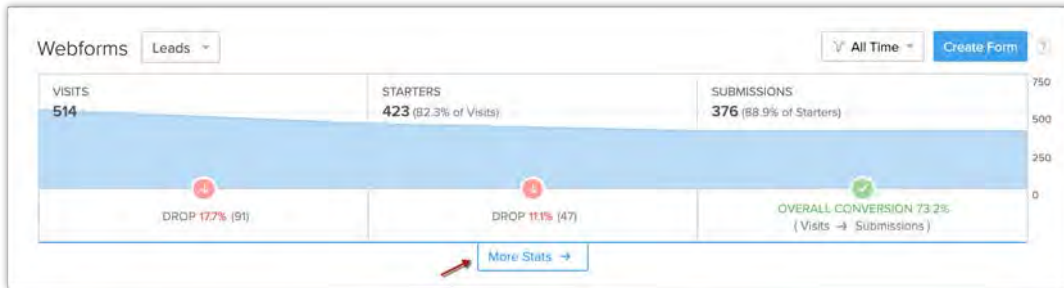 Webforms Leads All Time Create Form ?
VISITS STARTERS SUBMISSIONS 750
514 423 (82.3% of Visits) 376 (88.9% of Starters)
500
250
0
DROP 17.7% (91) DROP 11.1% (47) OVERALL CONVERSION 73.2%
(Visits → Submissions)
More Stats →